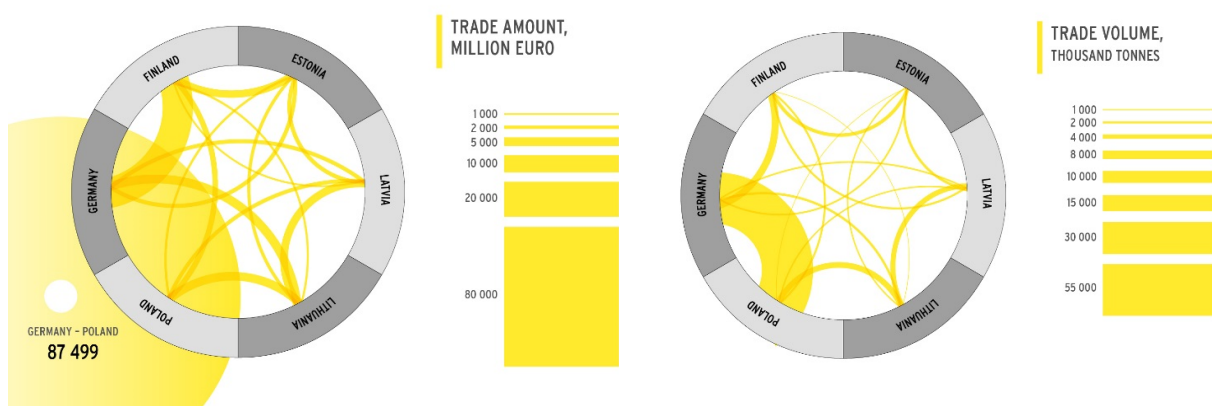 TRADE AMOUNT,
MILLION EURO
FINLAND
ESTONIA
GERMANY
LATVIA
POLAND
LITHUANIA
1 000
2 000
5 000
10 000
20 000
80 000
GERMANY – POLAND
87 499
TRADE VOLUME,
THOUSAND TONNES
FINLAND
ESTONIA
GERMANY
LATVIA
POLAND
LITHUANIA
1 000
2 000
4 000
8 000
10 000
15 000
30 000
55 000